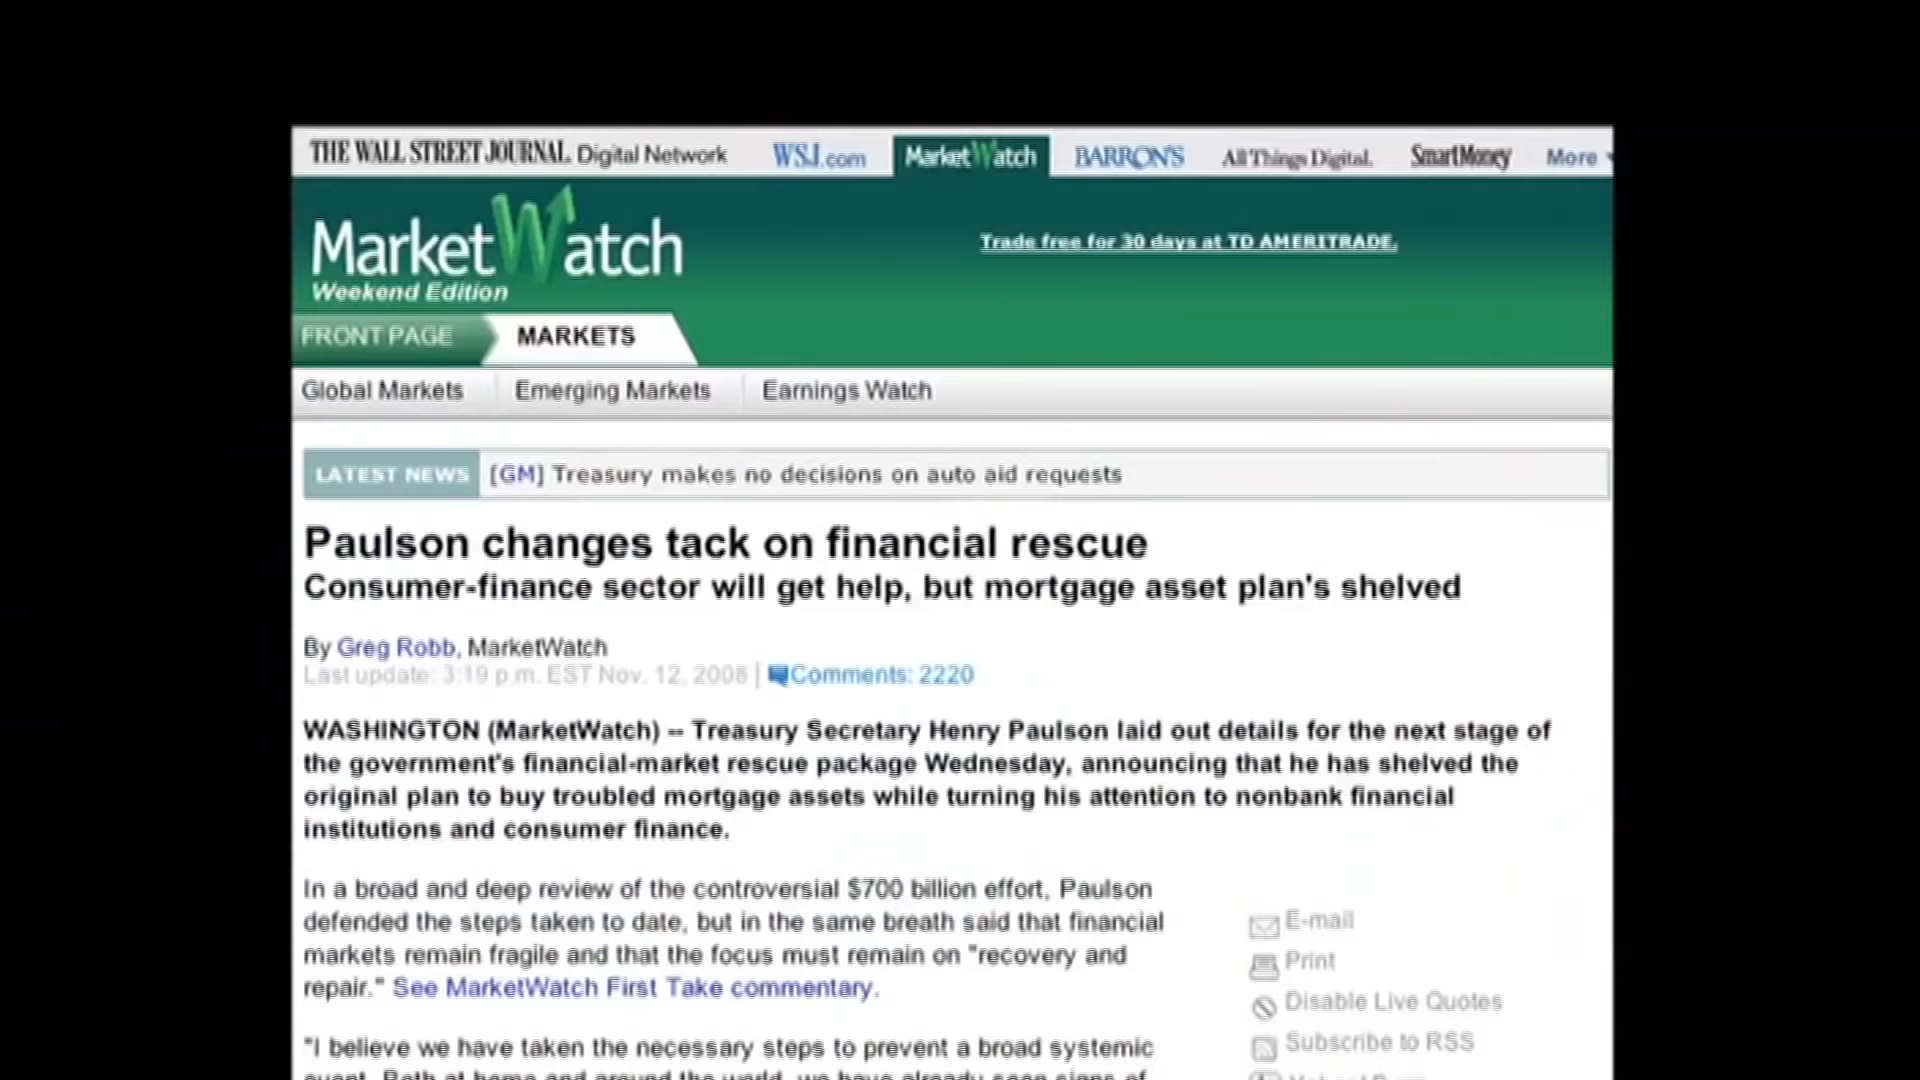 THE WALL STREET JOURNAL. Digital Network WSJ.com MarketWatch BARRON'S All Things Digital. SmartMoney More
MarketWatch
Weekend Edition
Trade free for 30 days at TD AMERITRADE.
FRONT PAGE MARKETS
Global Markets Emerging Markets Earnings Watch
LATEST NEWS [GM] Treasury makes no decisions on auto aid requests
Paulson changes tack on financial rescue
Consumer-finance sector will get help, but mortgage asset plan's shelved
By Greg Robb, MarketWatch
Last update: 3:19 p.m. EST Nov. 12, 2008 | Comments: 2220
WASHINGTON (MarketWatch) -- Treasury Secretary Henry Paulson laid out details for the next stage of
the government's financial-market rescue package Wednesday, announcing that he has shelved the
original plan to buy troubled mortgage assets while turning his attention to nonbank financial
institutions and consumer finance.
In a broad and deep review of the controversial $700 billion effort, Paulson
defended the steps taken to date, but in the same breath said that financial
markets remain fragile and that the focus must remain on "recovery and
repair." See MarketWatch First Take commentary.
"I believe we have taken the necessary steps to prevent a broad systemic
E-mail
Print
Disable Live Quotes
Subscribe to RSS